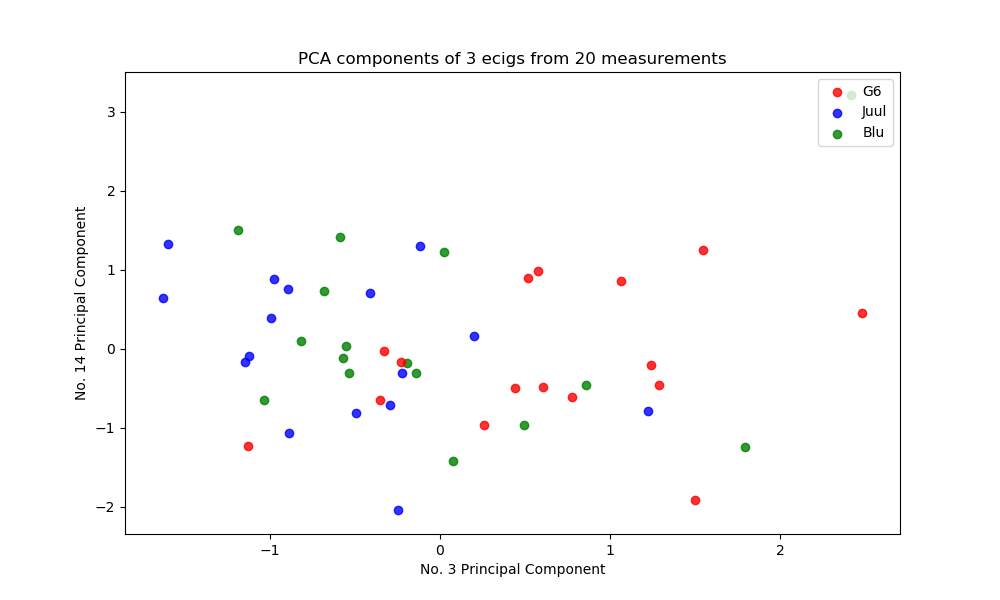 PCA components of 3 ecigs from 20 measurements
G6
Juul
Blu
3
2
1
0
−1
−2
No. 14 Principal Component
−1
0
1
2
No. 3 Principal Component